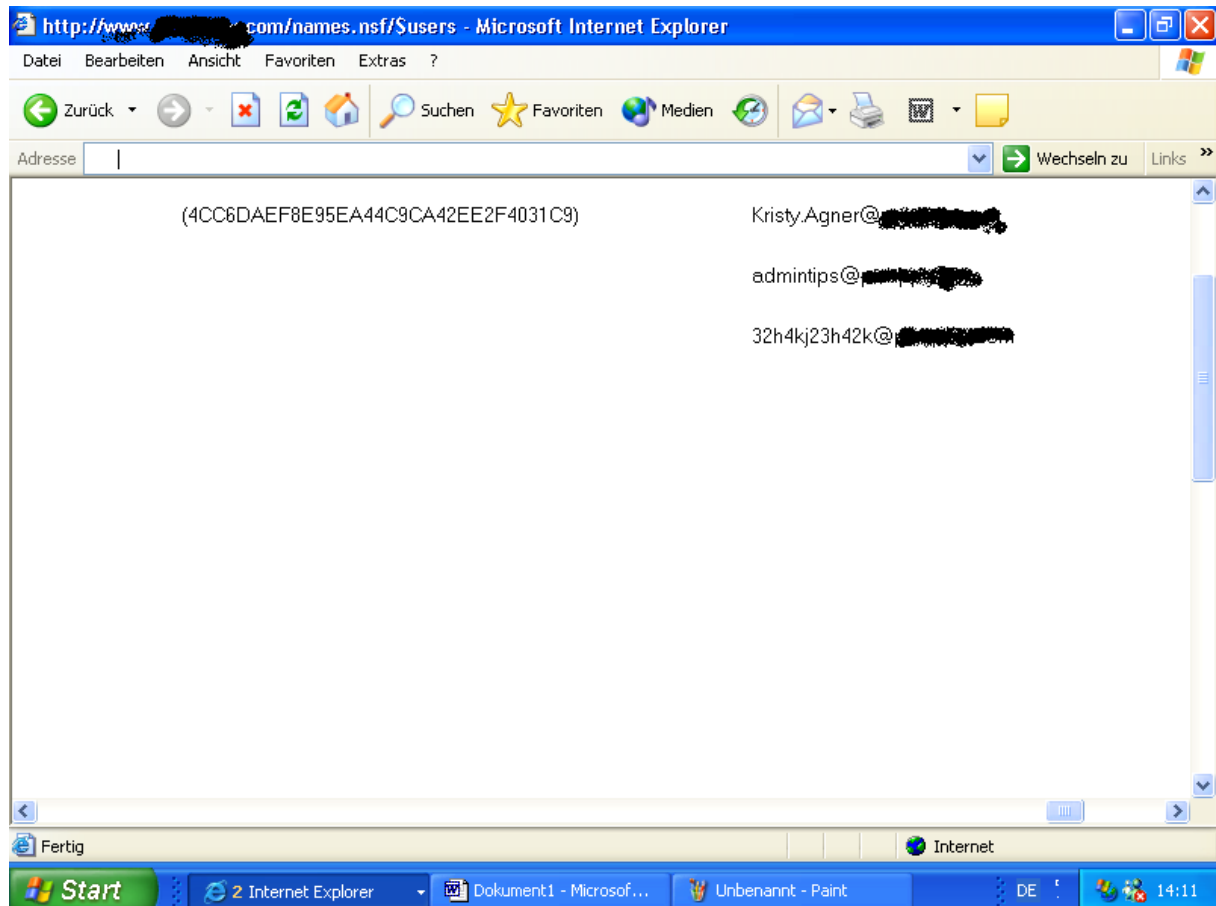 http://www. .com/names.nsf/$users - Microsoft Internet Explorer
Datei Bearbeiten Ansicht Favoriten Extras ?
Zurück Suchen Favoriten Medien
Adresse Wechseln zu Links »
(4CC6DAEF8E95EA44C9CA42EE2F4031C9) Kristy.Agner@
admintips@
32h4kj23h42k@
Fertig Internet
Start 2 Internet Explorer Dokument1 - Microsof... Unbenannt - Paint DE 14:11